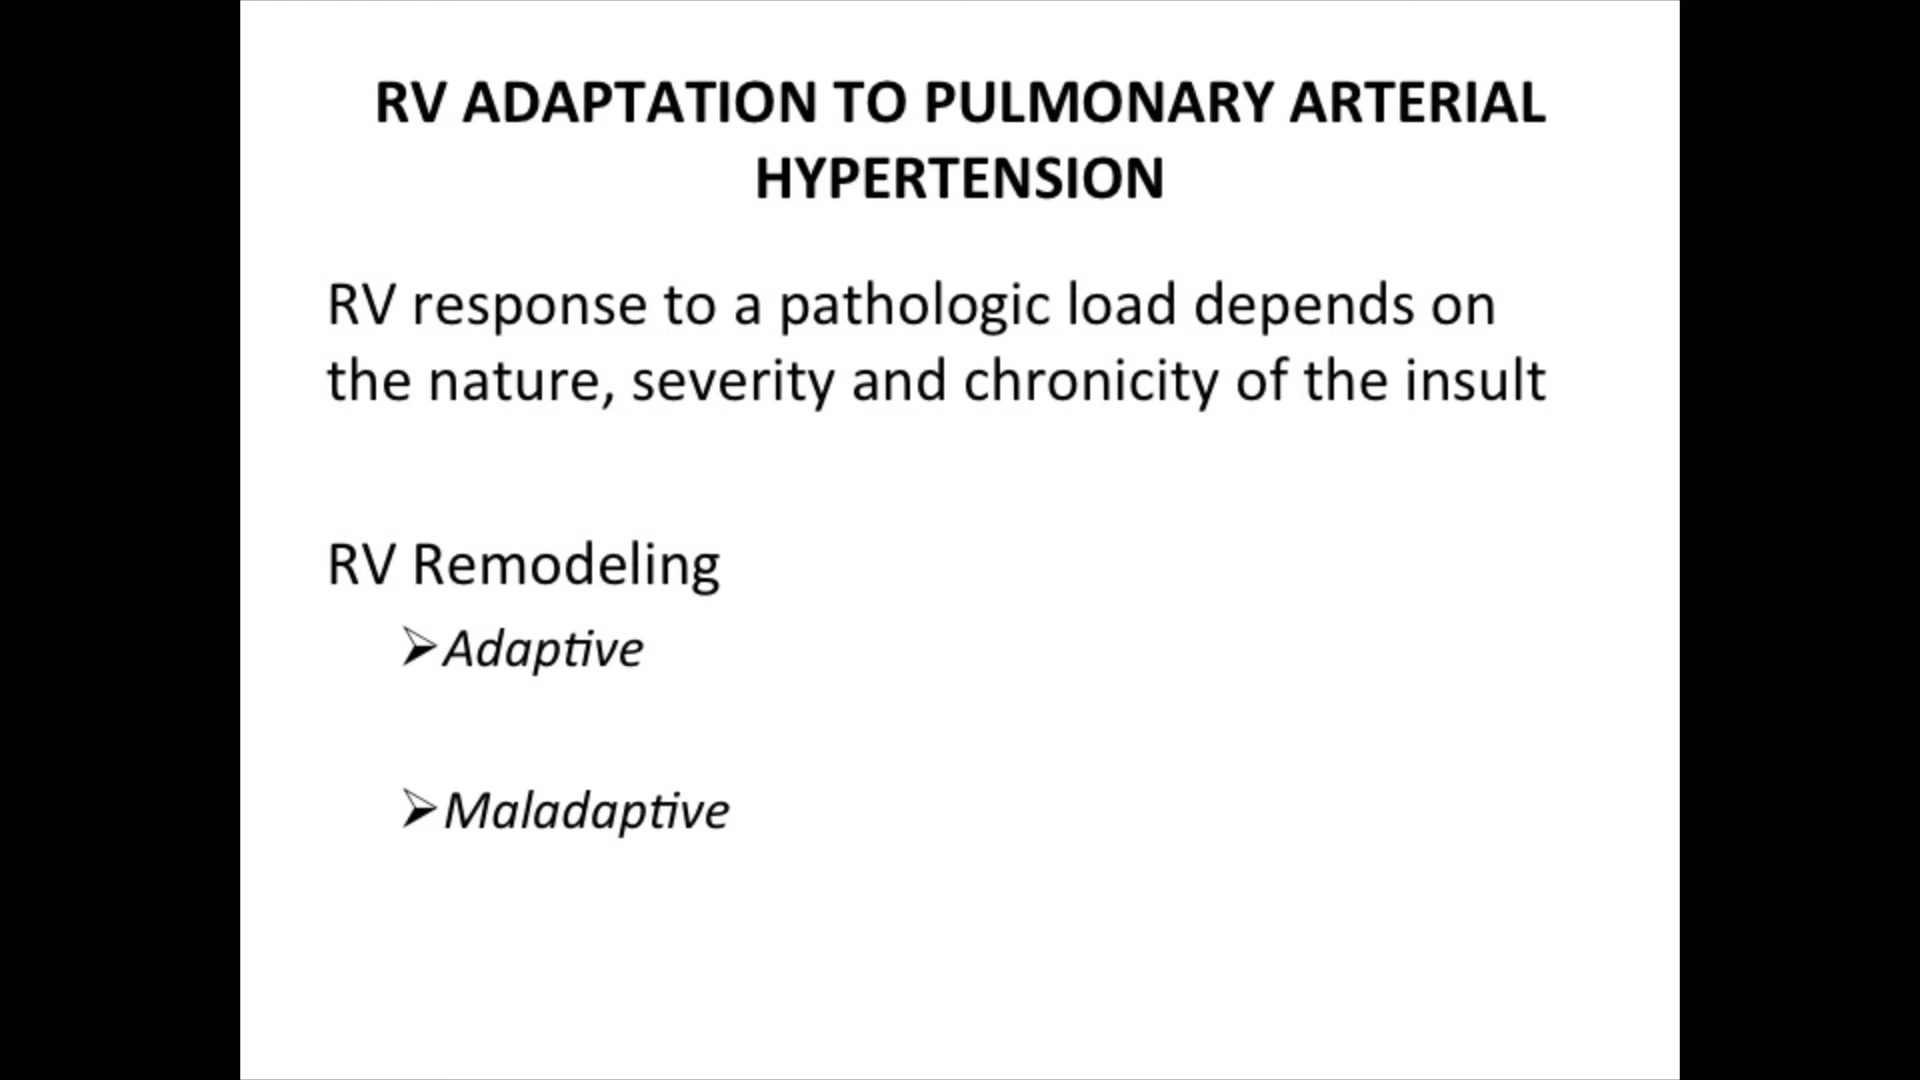 RV ADAPTATION TO PULMONARY ARTERIAL
HYPERTENSION
RV response to a pathologic load depends on
the nature, severity and chronicity of the insult
RV Remodeling
➢Adaptive
➢Maladaptive